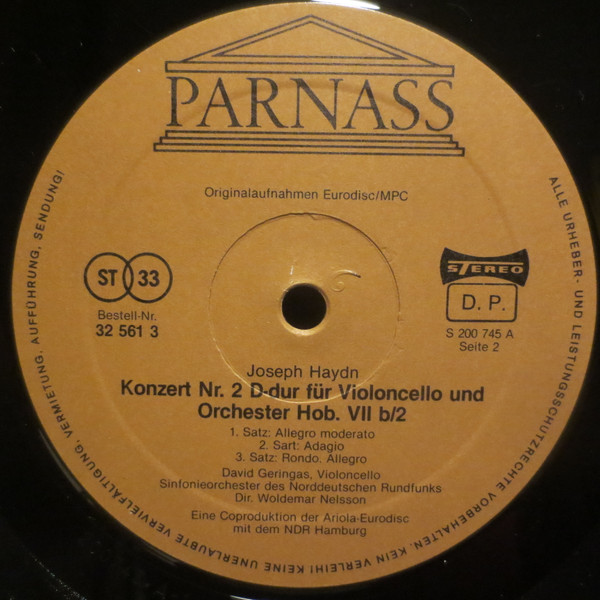 PARNASS
Originalaufnahmen Eurodisc/MPC
ST 33
Bestell-Nr.
32 561 3
STEREO
D.P.
S 200 745 A
Seite 2
Joseph Haydn
Konzert Nr. 2 D-dur für Violoncello und
Orchester Hob. VII b/2
1. Satz: Allegro moderato
2. Sart: Adagio
3. Satz: Rondo. Allegro
David Geringas, Violoncello
Sinfonieorchester des Norddeutschen Rundfunks
Dir. Woldemar Nelsson
Eine Coproduktion der Ariola-Eurodisc
mit dem NDR Hamburg
ALLE URHEBER- UND LEISTUNGSSCHUTZRECHTE VORBEHALTEN. KEIN VERLEIH! KEINE UNERLAUBTE VERVIELFÄLTIGUNG, VERMIETUNG, AUFFÜHRUNG, SENDUNG!